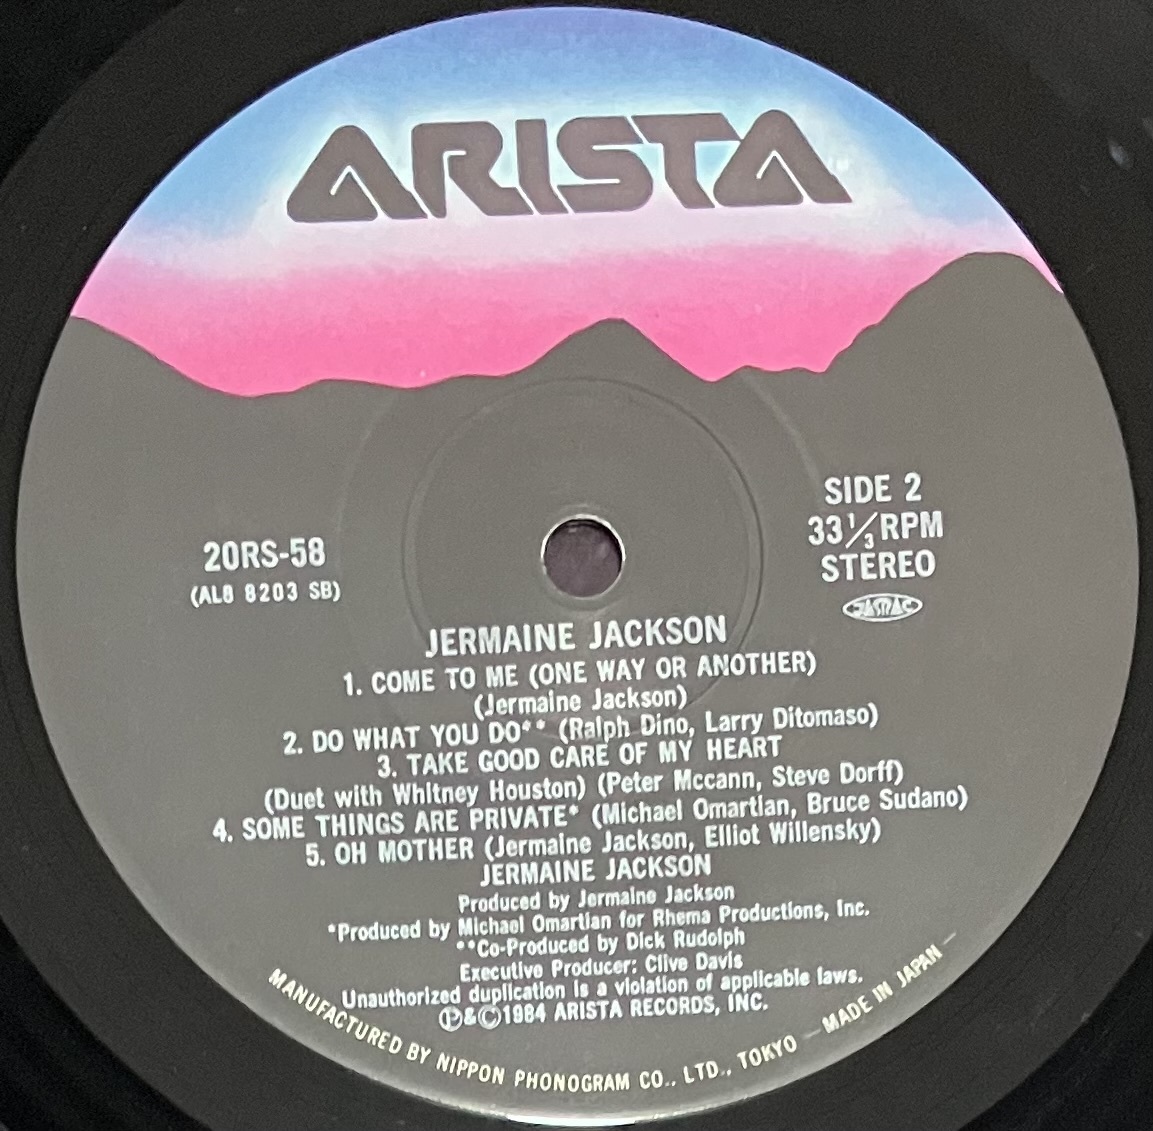 ARISTA
SIDE 2
33 1/3 RPM
STEREO
JASRAC
20RS-58
(AL8 8203 SB)
JERMAINE JACKSON
1. COME TO ME (ONE WAY OR ANOTHER)
(Jermaine Jackson)
2. DO WHAT YOU DO** (Ralph Dino, Larry Ditomaso)
3. TAKE GOOD CARE OF MY HEART
(Duet with Whitney Houston) (Peter Mccann, Steve Dorff)
4. SOME THINGS ARE PRIVATE* (Michael Omartian, Bruce Sudano)
5. OH MOTHER (Jermaine Jackson, Elliot Willensky)
JERMAINE JACKSON
Produced by Jermaine Jackson
*Produced by Michael Omartian for Rhema Productions, Inc.
**Co-Produced by Dick Rudolph
Executive Producer: Clive Davis
Unauthorized duplication is a violation of applicable laws.
℗&©1984 ARISTA RECORDS, INC.
MANUFACTURED BY NIPPON PHONOGRAM CO., LTD., TOKYO —MADE IN JAPAN—